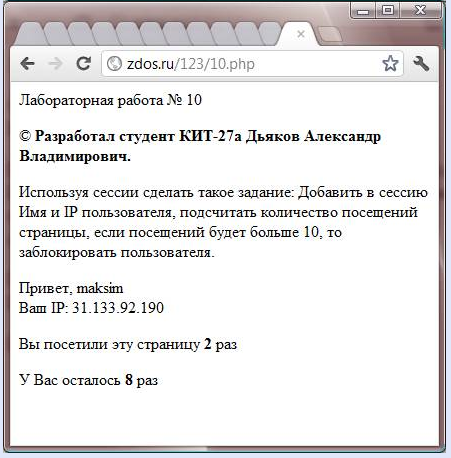 zdos.ru/123/10.php
Лабораторная работа № 10
© Разработал студент КИТ-27а Дьяков Александр
Владимирович.
Используя сессии сделать такое задание: Добавить в сессию
Имя и IP пользователя, подсчитать количество посещений
страницы, если посещений будет больше 10, то
заблокировать пользователя.
Привет, maksim
Ваш IP: 31.133.92.190
Вы посетили эту страницу 2 раз
У Вас осталось 8 раз